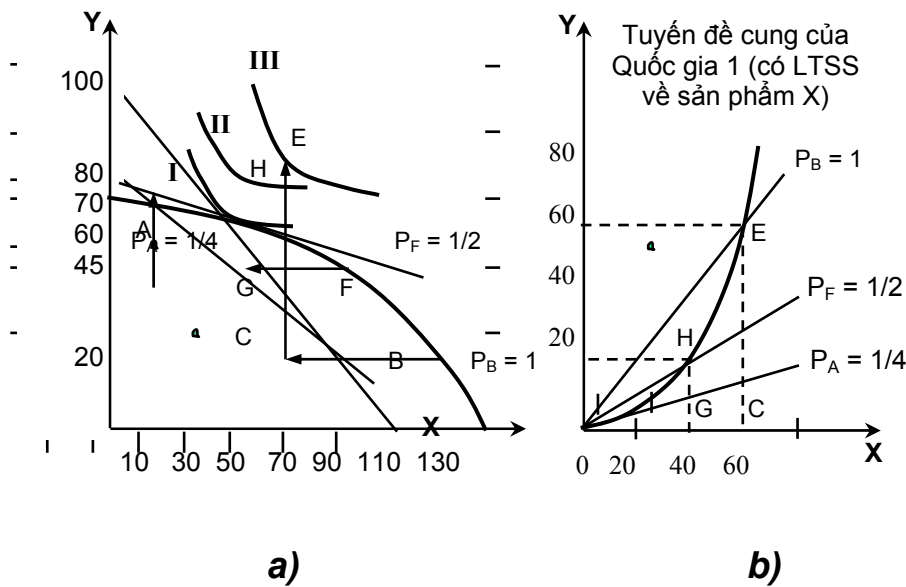 Y
100
80
70
60
45
20
III
II
I
E
H
A
P_A = 1/4
P_F = 1/2
G
F
C
B
P_B = 1
X
10 30 50 70 90 110 130
a)
Y
Tuyến đề cung của
Quốc gia 1 (có LTSS
về sản phẩm X)
80
60
40
20
P_B = 1
E
P_F = 1/2
H
P_A = 1/4
G
C
X
0 20 40 60
b)